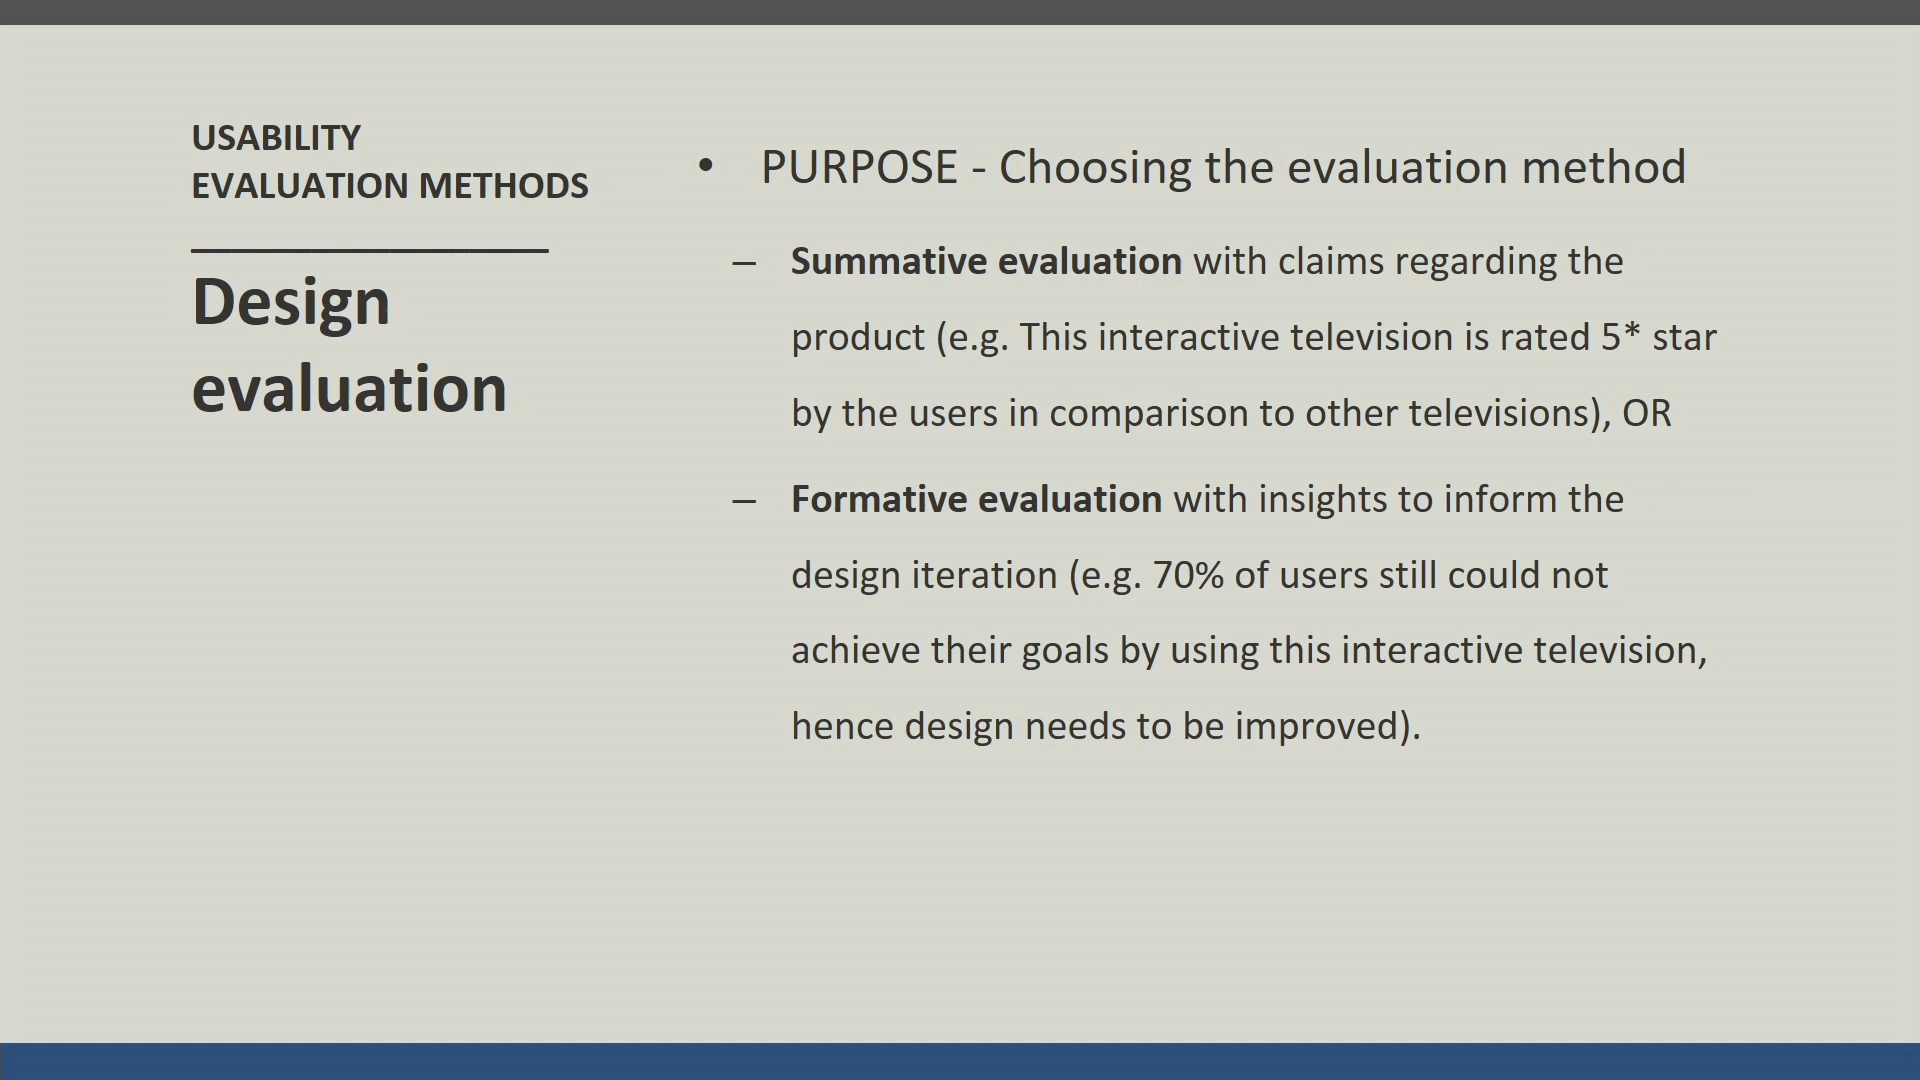 USABILITY
EVALUATION METHODS
Design
evaluation
• PURPOSE - Choosing the evaluation method
– Summative evaluation with claims regarding the
product (e.g. This interactive television is rated 5* star
by the users in comparison to other televisions), OR
– Formative evaluation with insights to inform the
design iteration (e.g. 70% of users still could not
achieve their goals by using this interactive television,
hence design needs to be improved).